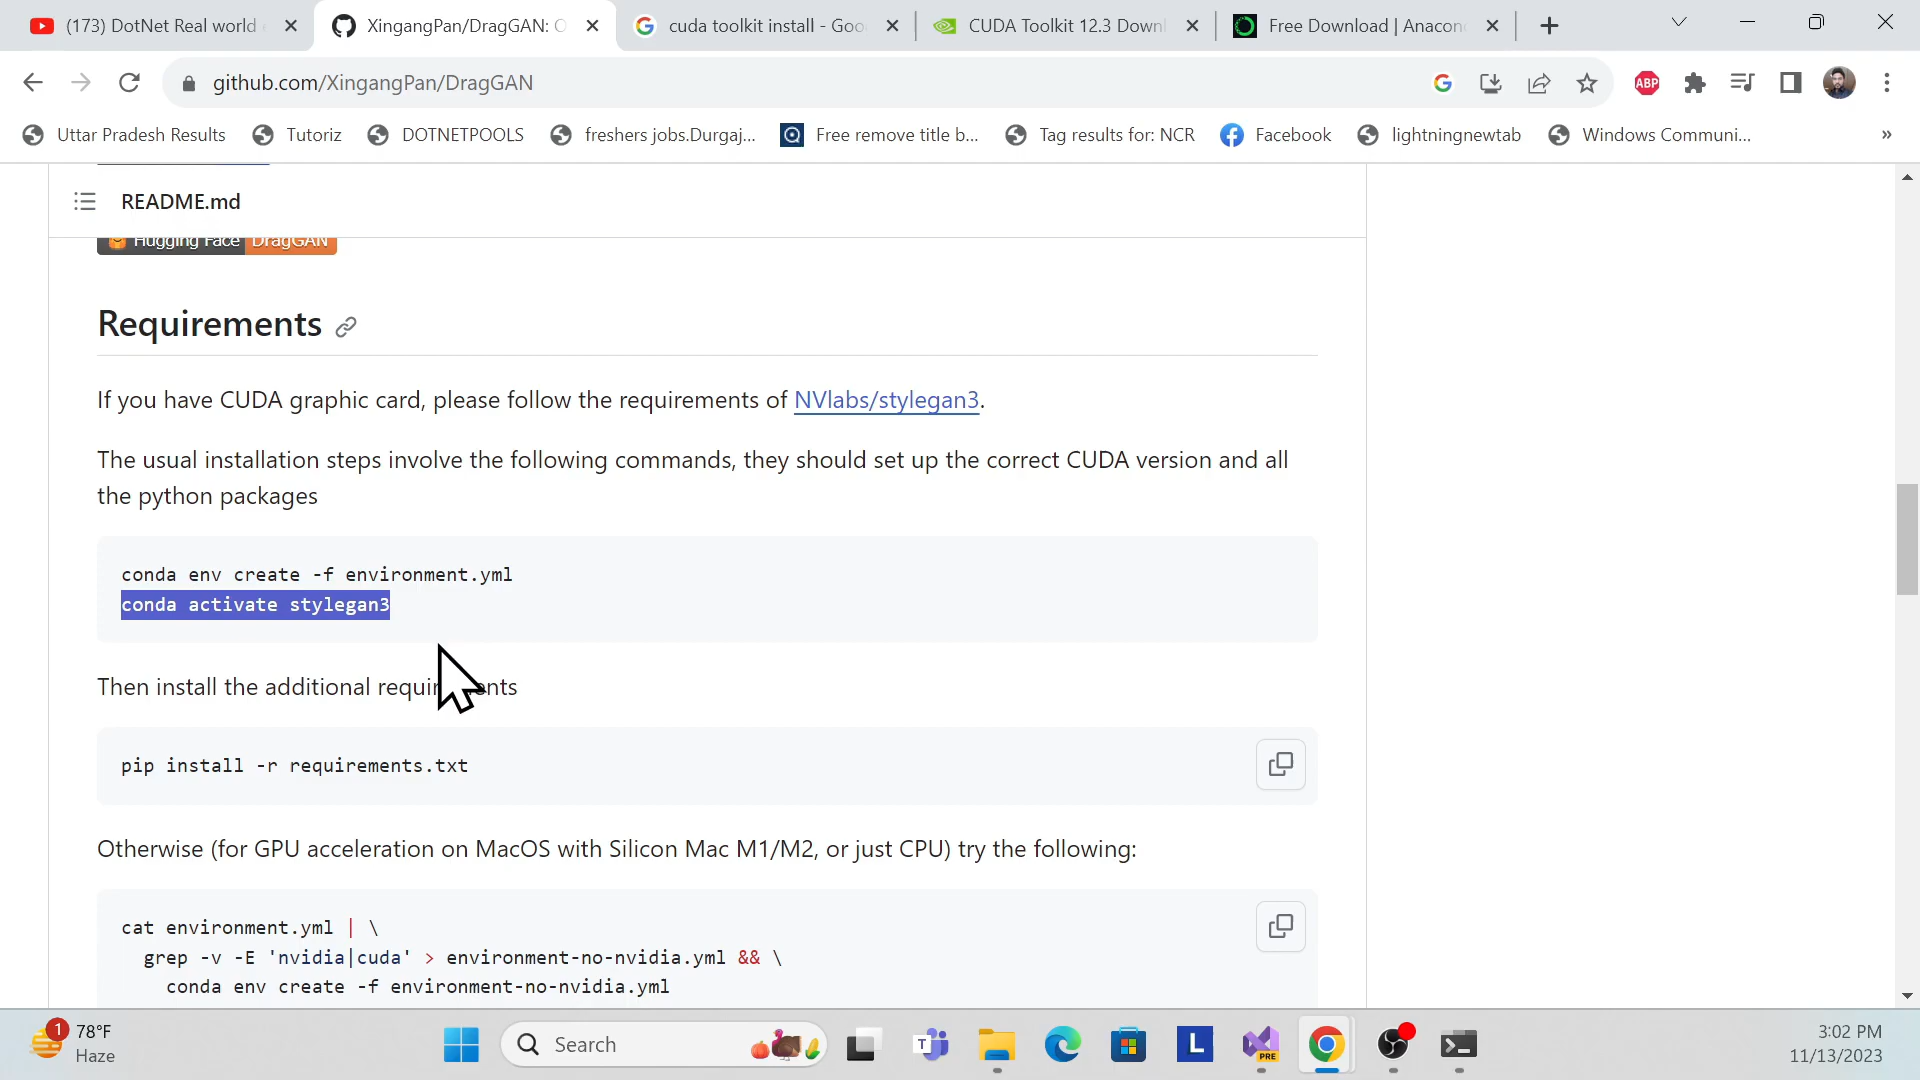 (173) DotNet Real world
XingangPan/DragGAN: O
cuda toolkit install - Goo
CUDA Toolkit 12.3 Downl
Free Download | Anacon
github.com/XingangPan/DragGAN
ABP
Uttar Pradesh Results
Tutoriz
DOTNETPOOLS
freshers jobs.Durgaj...
Free remove title b...
Tag results for: NCR
Facebook
lightningnewtab
Windows Communi...
»
README.md
Hugging Face DragGAN
Requirements
If you have CUDA graphic card, please follow the requirements of NVlabs/stylegan3.
The usual installation steps involve the following commands, they should set up the correct CUDA version and all
the python packages
conda env create -f environment.yml
conda activate stylegan3
Then install the additional requi nts
pip install -r requirements.txt
Otherwise (for GPU acceleration on MacOS with Silicon Mac M1/M2, or just CPU) try the following:
cat environment.yml | \
grep -v -E 'nvidia|cuda' > environment-no-nvidia.yml && \
conda env create -f environment-no-nvidia.yml
1
78°F
Haze
Search
T
L
PRE
3:02 PM
11/13/2023